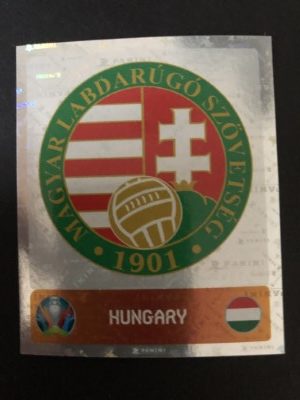 MAGYAR LABDARÚGÓ SZÖVETSÉG
• 1901 •
HUNGARY
PANINI